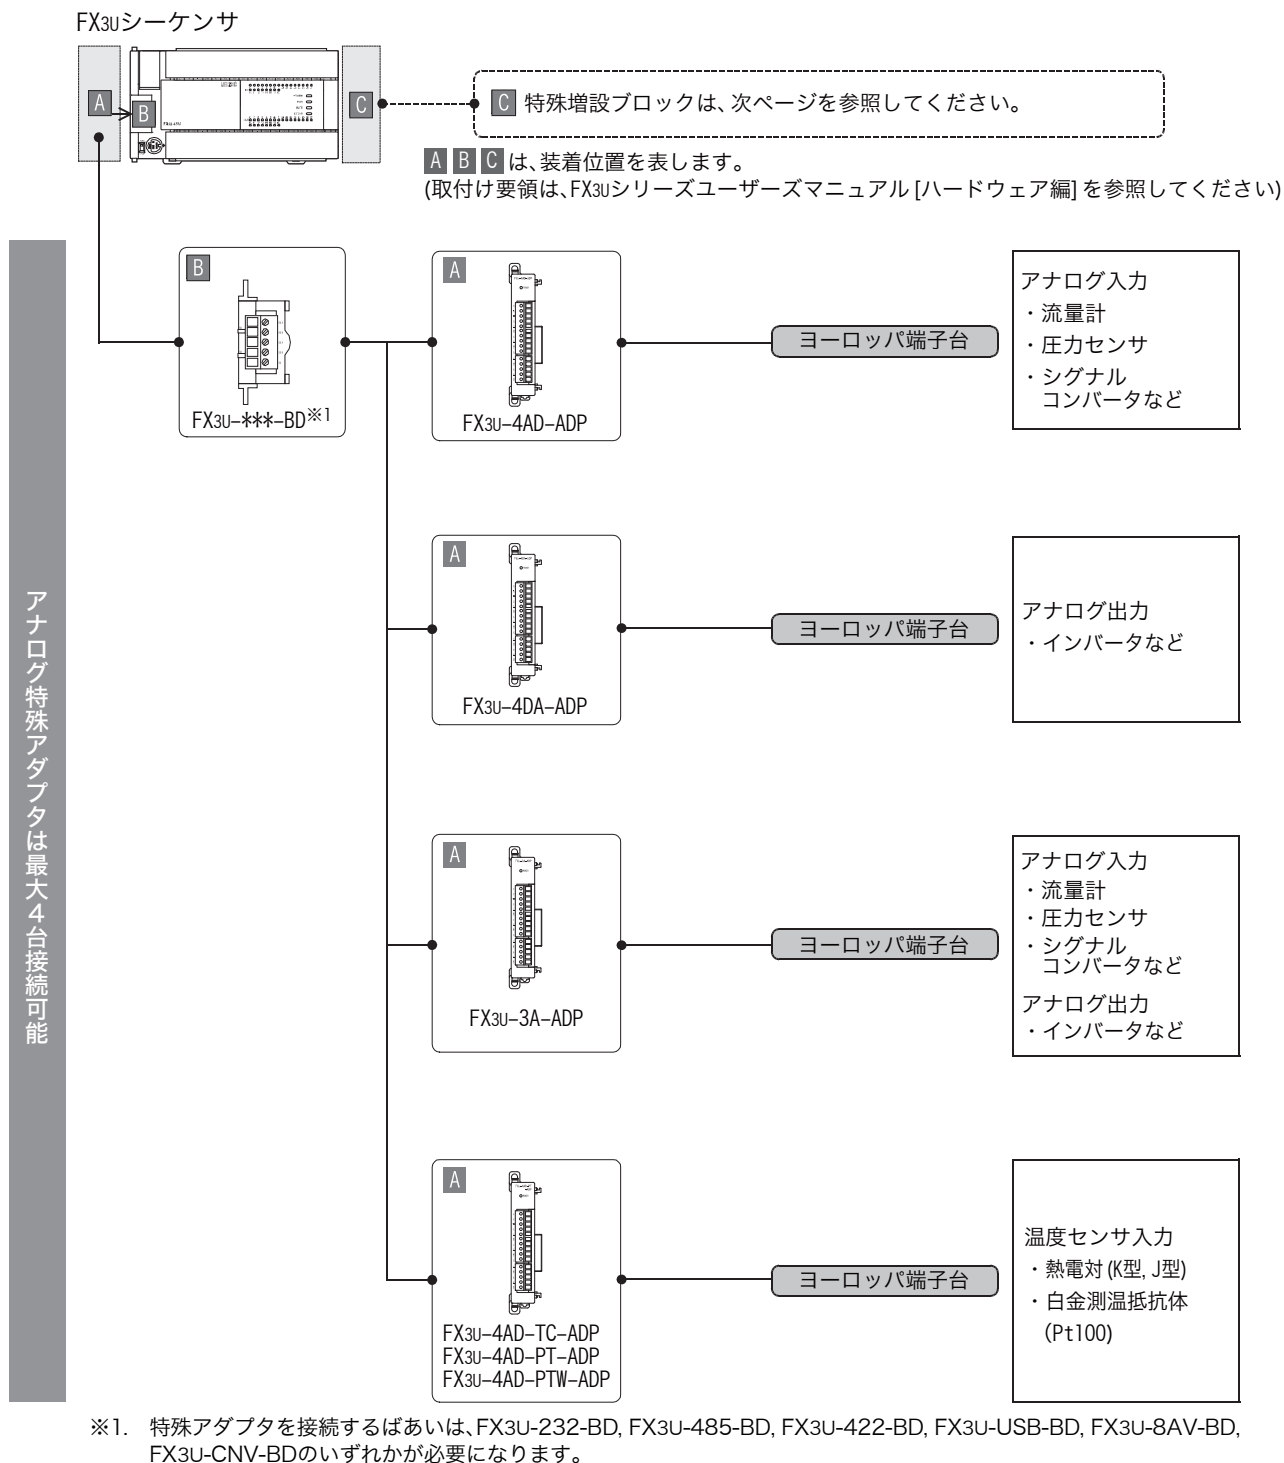 FX3Uシーケンサ
A
B
C
C 特殊増設ブロックは、次ページを参照してください。
A B C は、装着位置を表します。
(取付け要領は、FX3Uシリーズユーザーズマニュアル [ハードウェア編] を参照してください)
アナログ特殊アダプタは最大4台接続可能
B
FX3U-***-BD※1
A
FX3U-4AD-ADP
ヨーロッパ端子台
アナログ入力
・流量計
・圧力センサ
・シグナル
コンバータなど
A
FX3U-4DA-ADP
ヨーロッパ端子台
アナログ出力
・インバータなど
A
FX3U-3A-ADP
ヨーロッパ端子台
アナログ入力
・流量計
・圧力センサ
・シグナル
コンバータなど
アナログ出力
・インバータなど
A
FX3U-4AD-TC-ADP
FX3U-4AD-PT-ADP
FX3U-4AD-PTW-ADP
ヨーロッパ端子台
温度センサ入力
・熱電対 (K型, J型)
・白金測温抵抗体
(Pt100)
※1. 特殊アダプタを接続するばあいは、FX3U-232-BD, FX3U-485-BD, FX3U-422-BD, FX3U-USB-BD, FX3U-8AV-BD,
FX3U-CNV-BDのいずれかが必要になります。